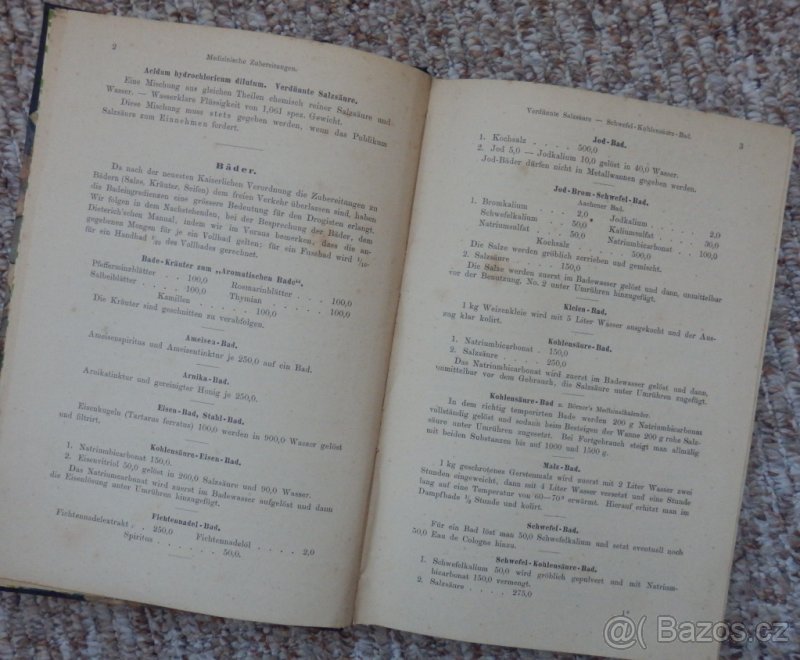 2
Medicinische Zubereitungen.
Acidum hydrochloricum dilutum. Verdünnte Salzsäure.
Eine Mischung aus gleichen Theilen chemisch reiner Salzsäure und
Wasser. — Wasserklare Flüssigkeit von 1,061 spez. Gewicht.
Diese Mischung muss stets gegeben werden, wenn das Publikum
Salzsäure zum Einnehmen fordert.
Bäder.
Da nach der neuesten Kaiserlichen Verordnung die Zubereitungen zu
Bädern (Salze, Kräuter, Seifen) dem freien Verkehr überlassen sind, haben
die Badeingredienzen eine grössere Bedeutung für den Drogisten erlangt.
Wir folgen in dem Nachstehenden, bei der Besprechung der Bäder, dem
Dieterich'schen Manual, indem wir im Voraus bemerken, dass die an-
gegebenen Mengen für je ein Vollbad gelten; für ein Fussbad wird 1/10-
für ein Handbad 1/20 des Vollbades gerechnet.
Bade-Kräuter zum „Aromatischen Bade“,
Pfefferminzblätter . 100,0 Rosmarinblätter . . 100,0
Salbeiblätter . . . 100,0 Thymian . . . . 100,0
Kamillen . . . . 100,0
Die Kräuter sind geschnitten zu verabfolgen.
Ameisen-Bad.
Ameisenspiritus und Ameisentinktur je 250,0 auf ein Bad.
Arnika-Bad.
Arnikatinktur und gereinigter Honig je 250,0.
Eisen-Bad, Stahl-Bad.
Eisenkugeln (Tartarus ferratus) 100,0 werden in 900,0 Wasser gelöst
und filtrirt.
Kohlensäure-Eisen-Bad.
1. Natriumbicarbonat 150,0.
2. Eisenvitriol 50,0 gelöst in 200,0 Salzsäure und 90,0 Wasser.
Das Natriumcarbonat wird zuerst im Badewasser aufgelöst und dann
die Eisenlösung unter Umrühren hinzugefügt.
Fichtennadel-Bad.
Fichtennadelextrakt . 250,0 Fichtennadelöl . . 2,0
Spiritus . . . . 50,0.
Verdünnte Salzsäure — Schwefel-Kohlensäure-Bad.
3
Jod-Bad.
1. Kochsalz . . . 500,0
2. Jod 5,0 — Jodkalium 10,0 gelöst in 40,0 Wasser.
Jod-Bäder dürfen nicht in Metallwannen gegeben werden.
Jod-Brom-Schwefel-Bad.
Aachener Bad.
1. Bromkalium . . 2,0 Jodkalium . . . 2,0
Schwefelkalium . 50,0 Kaliumsulfat . . 50,0
Natriumsulfat . . 50,0 Natriumbicarbonat . 100,0
Kochsalz . . . 500,0
Die Salze werden gröblich zerrieben und gemischt.
2. Salzsäure . . . 150,0
Die Salze werden zuerst im Badewasser gelöst und dann, unmittelbar
vor der Benutzung, No. 2 unter Umrühren hinzugefügt.
Kleien-Bad.
1 kg Weizenkleie wird mit 5 Liter Wasser ausgekocht und der Aus-
zog klar kolirt.
Kohlensäure-Bad.
1. Natriumbicarbonat . 150,0
2. Salzsäure . . . 250,0
Das Natriumbicarbonat wird zuerst im Badewasser gelöst und dann,
unmittelbar vor dem Gebrauch, die Salzsäure unter Umrühren zugefügt.
Kohlensäure-Bad n. Börner's Medicinalkalender.
In dem richtig temperirten Bade werden 200 g Natriumbicarbonat
vollständig gelöst und sodann beim Besteigen der Wanne 200 g rohe Salz-
säure unter Umrühren zugesetzt. Bei Fortgebrauch steigt man allmählig
mit beiden Substanzen bis auf 1000 und 1500 g.
Malz-Bad.
1 kg geschrotenes Gerstenmalz wird mit 2 Liter Wasser zwei
Stunden eingeweicht, dann mit 4 Liter Wasser versetzt und eine Stunde
lang auf eine Temperatur von 60—70° erwärmt. Hierauf erhitzt man im
Dampfbade 1/2 Stunde und kolirt.
Schwefel-Bad.
Für ein Bad löst man 50,0 Schwefelkalium und setzt eventuell noch
50,0 Eau de Cologne hinzu.
Schwefel-Kohlensäure-Bad.
1. Schwefelkalium 50,0 wird gröblich gepulvert und mit Natrium-
bicarbonat 150,0 vermengt.
2. Salzsäure . . . 275,0
1*
Bazos.cz